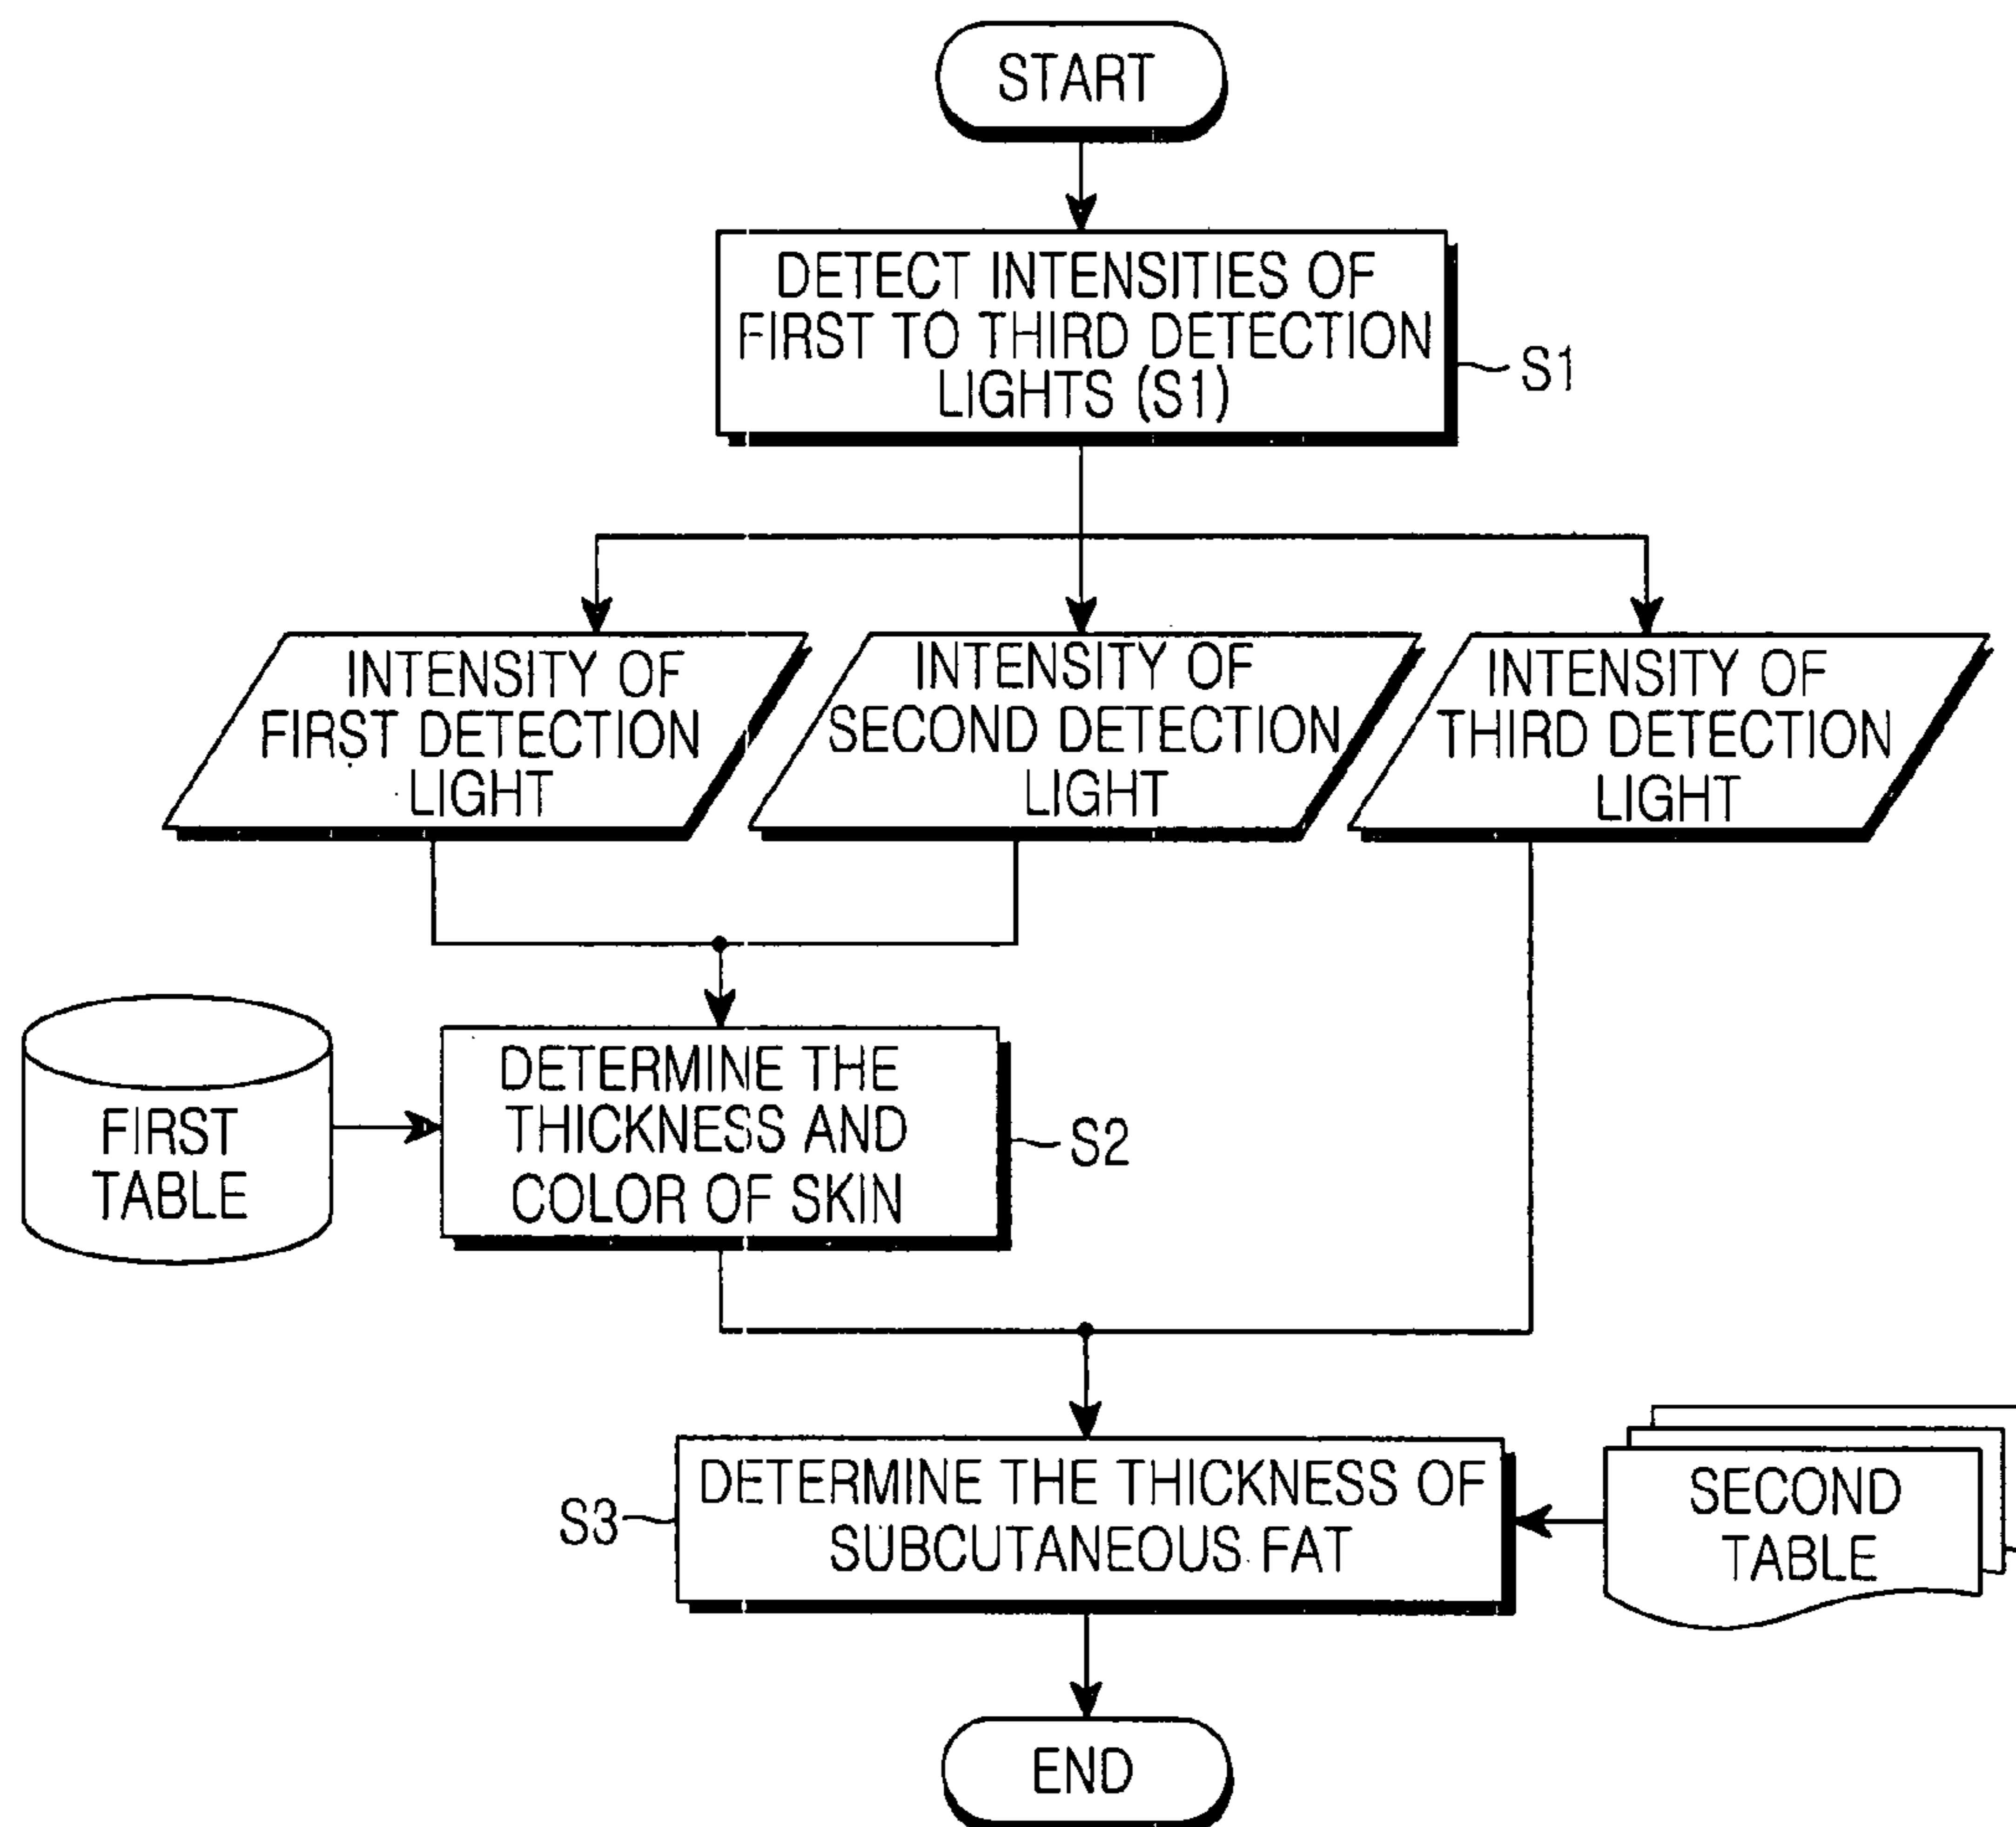 START
DETECT INTENSITIES OF
FIRST TO THIRD DETECTION
LIGHTS (S1)
S1
INTENSITY OF
FIRST DETECTION
LIGHT
INTENSITY OF
SECOND DETECTION
LIGHT
INTENSITY OF
THIRD DETECTION
LIGHT
FIRST
TABLE
DETERMINE THE
THICKNESS AND
COLOR OF SKIN
S2
S3
DETERMINE THE THICKNESS OF
SUBCUTANEOUS FAT
SECOND
TABLE
END